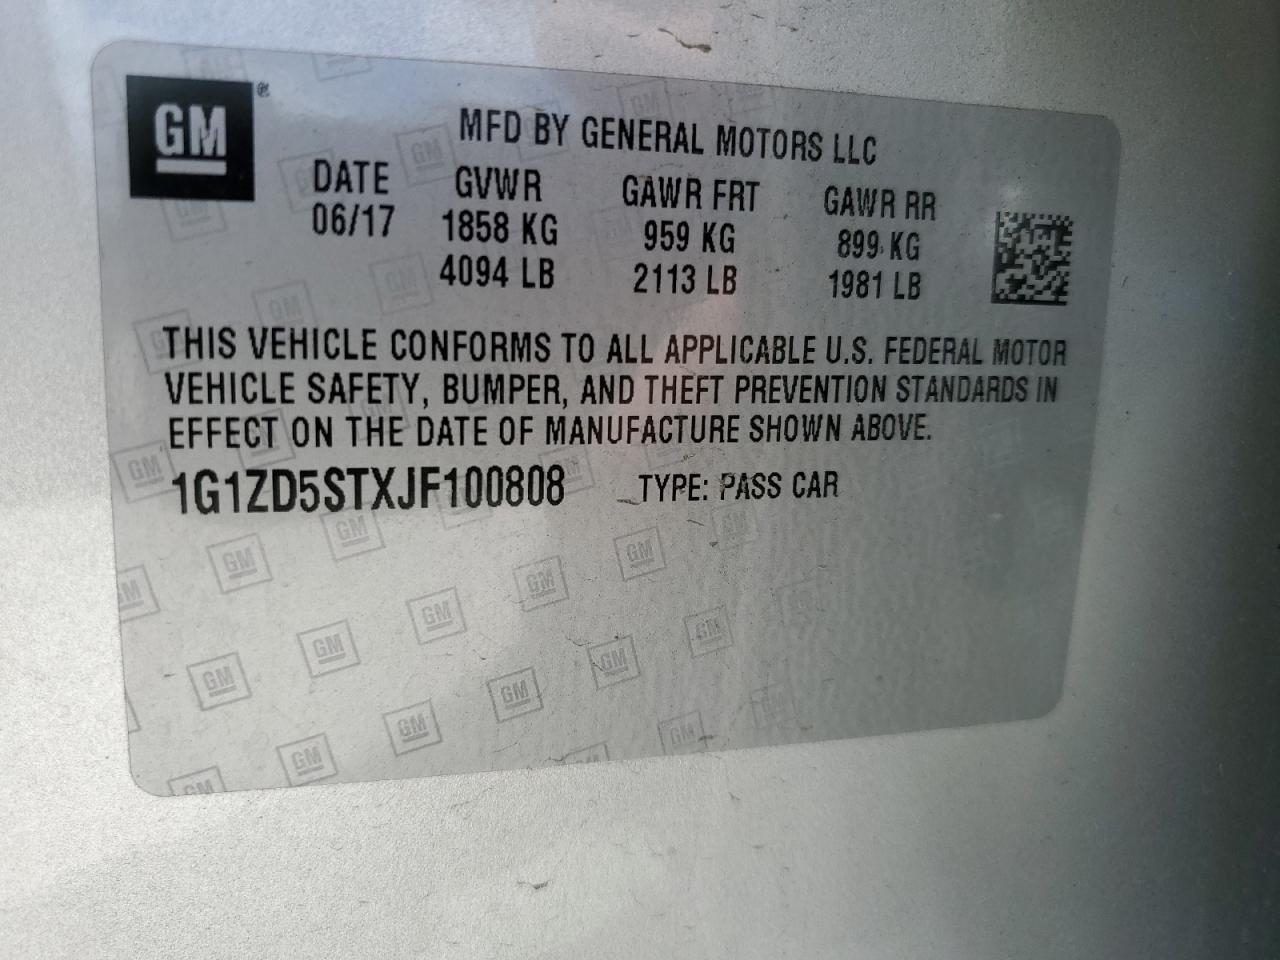 GM®
MFD BY GENERAL MOTORS LLC
DATE GVWR GAWR FRT GAWR RR
06/17 1858 KG 959 KG 899 KG
4094 LB 2113 LB 1981 LB
THIS VEHICLE CONFORMS TO ALL APPLICABLE U.S. FEDERAL MOTOR
VEHICLE SAFETY, BUMPER, AND THEFT PREVENTION STANDARDS IN
EFFECT ON THE DATE OF MANUFACTURE SHOWN ABOVE.
1G1ZD5STXJF100808 TYPE: PASS CAR